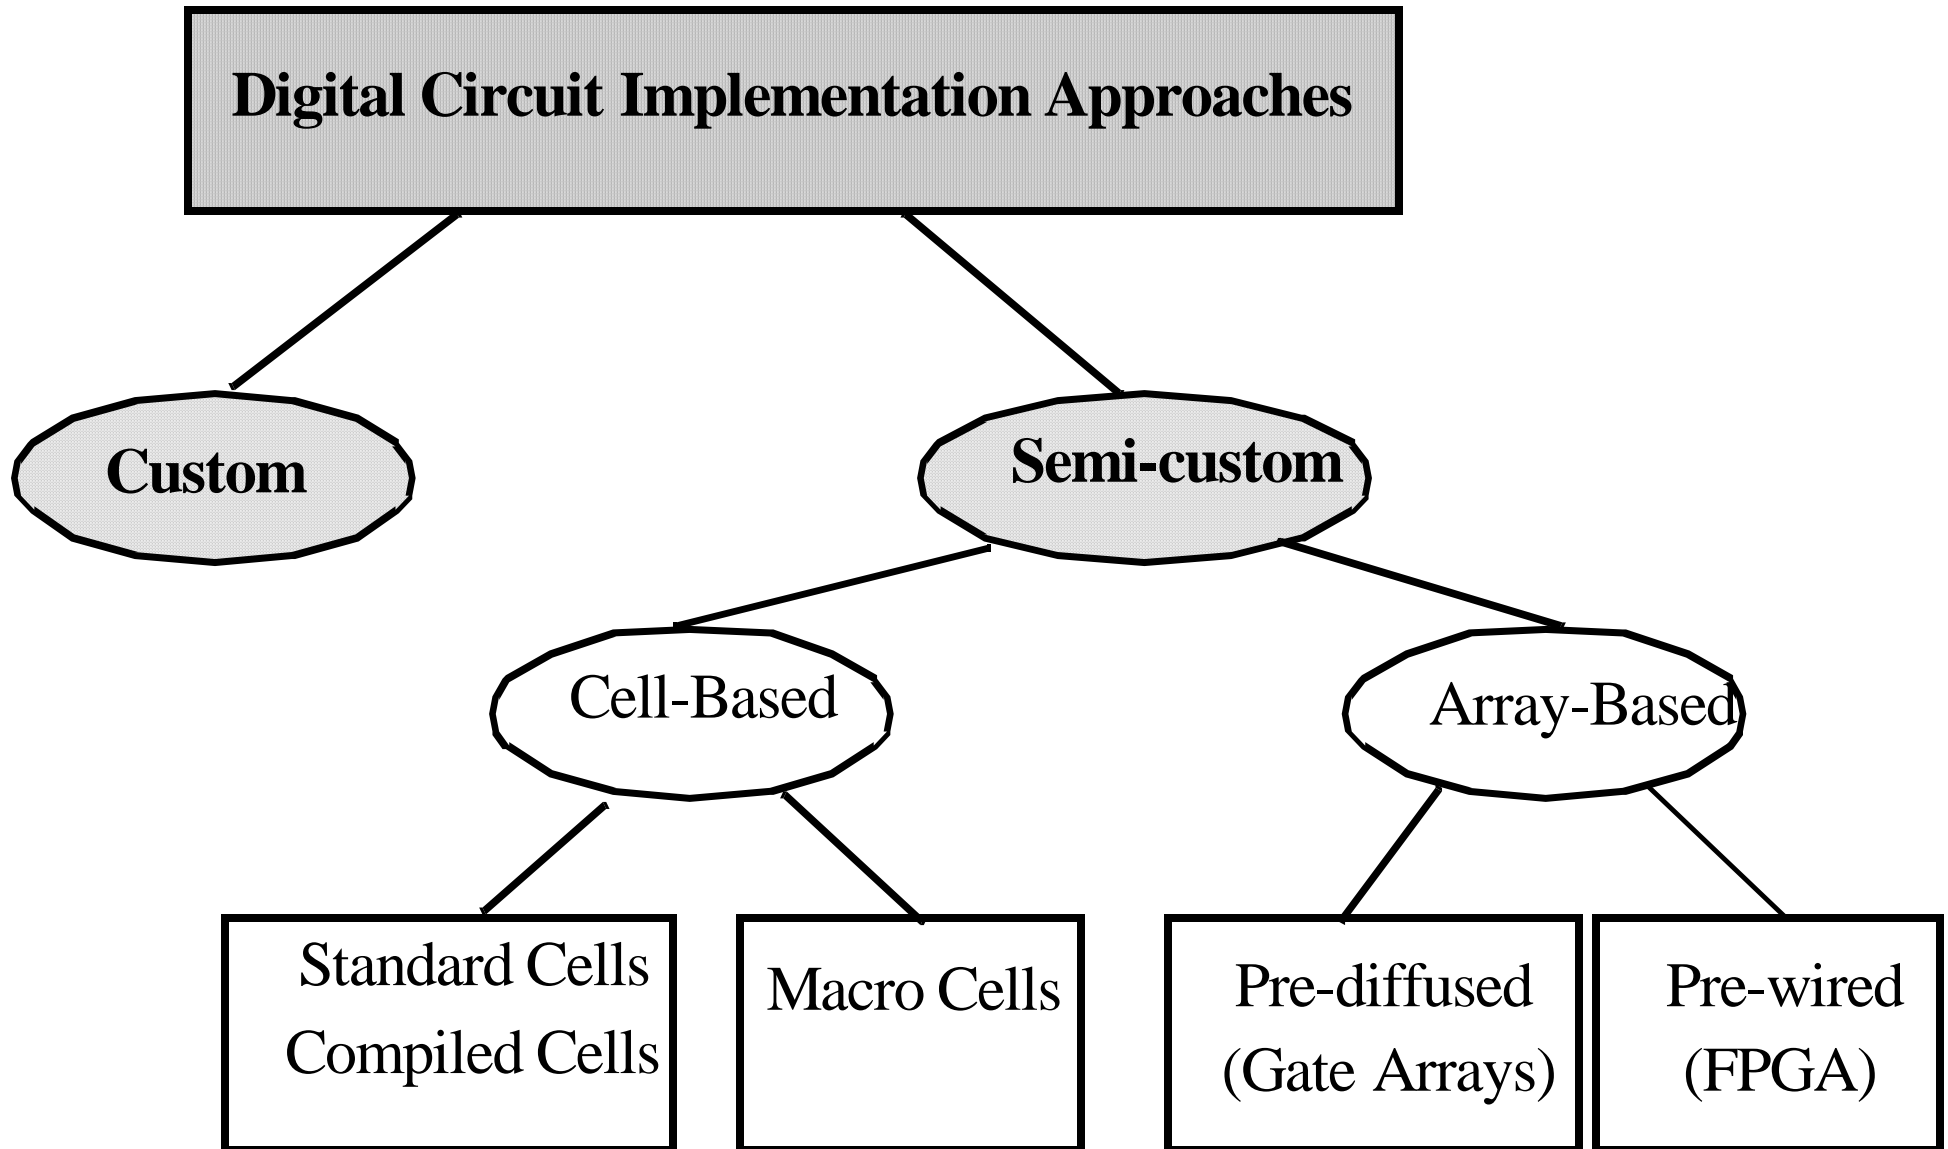 Digital Circuit Implementation Approaches
Custom
Semi-custom
Cell-Based
Array-Based
Standard Cells
Compiled Cells
Macro Cells
Pre-diffused
(Gate Arrays)
Pre-wired
(FPGA)